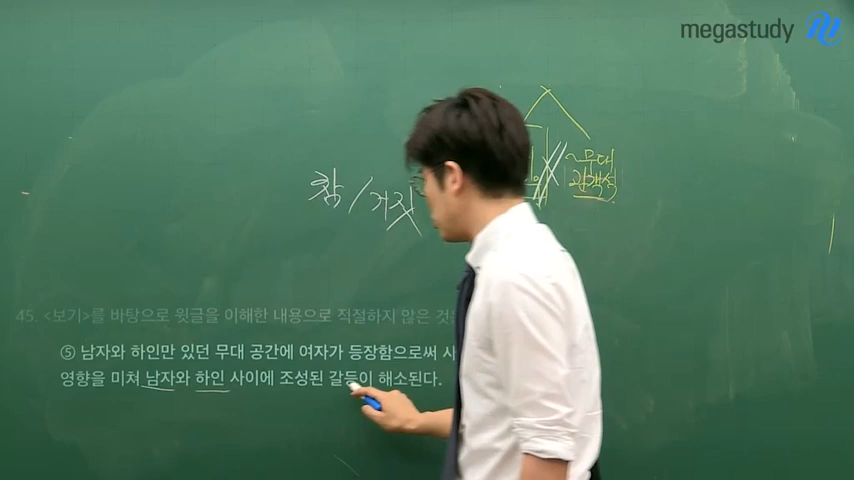 megastudy
무대
참 / 거짓
관객석
45. <보기>를 바탕으로 윗글을 이해한 내용으로 적절하지 않은 것은
⑤ 남자와 하인만 있던 무대 공간에 여자가 등장함으로써 사
영향을 미쳐 남자와 하인 사이에 조성된 갈등이 해소된다.